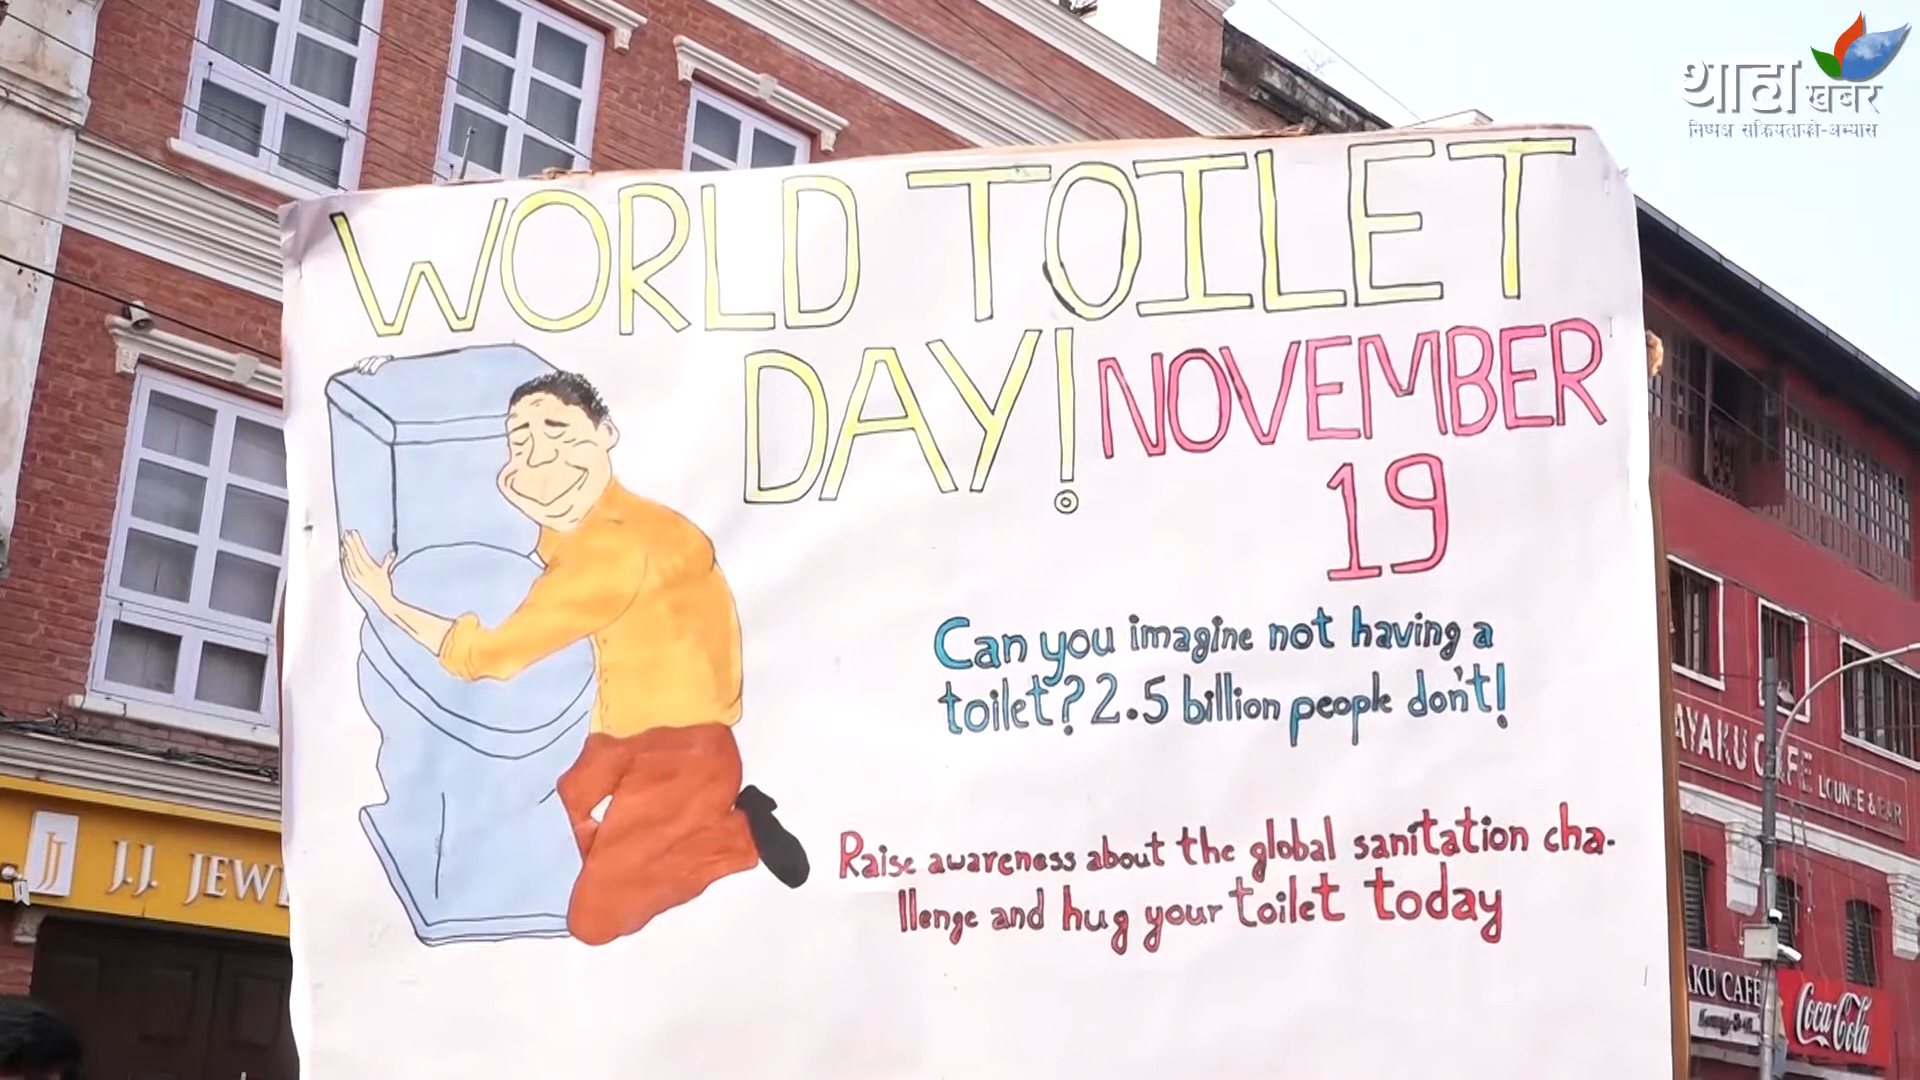 थाहा
खबर
निष्पक्ष सक्रियताको-अभ्यास
WORLD TOILET
DAY! NOVEMBER
19
Can you imagine not having a
toilet? 2.5 billion people don't!
Raise awareness about the global sanitation cha-
llenge and hug your toilet today
JJ J.J. JEW
AYAKU CAFE LOUNGE & BAR
AKU CAFÉ
Coca-Cola